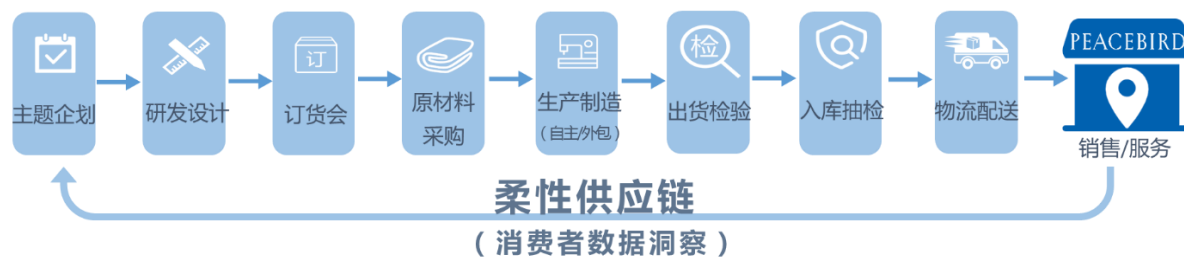 主题企划
研发设计
订
订货会
原材料
采购
生产制造
(自主/外包)
检
出货检验
入库抽检
物流配送
PEACEBIRD
销售/服务
柔性供应链
(消费者数据洞察)